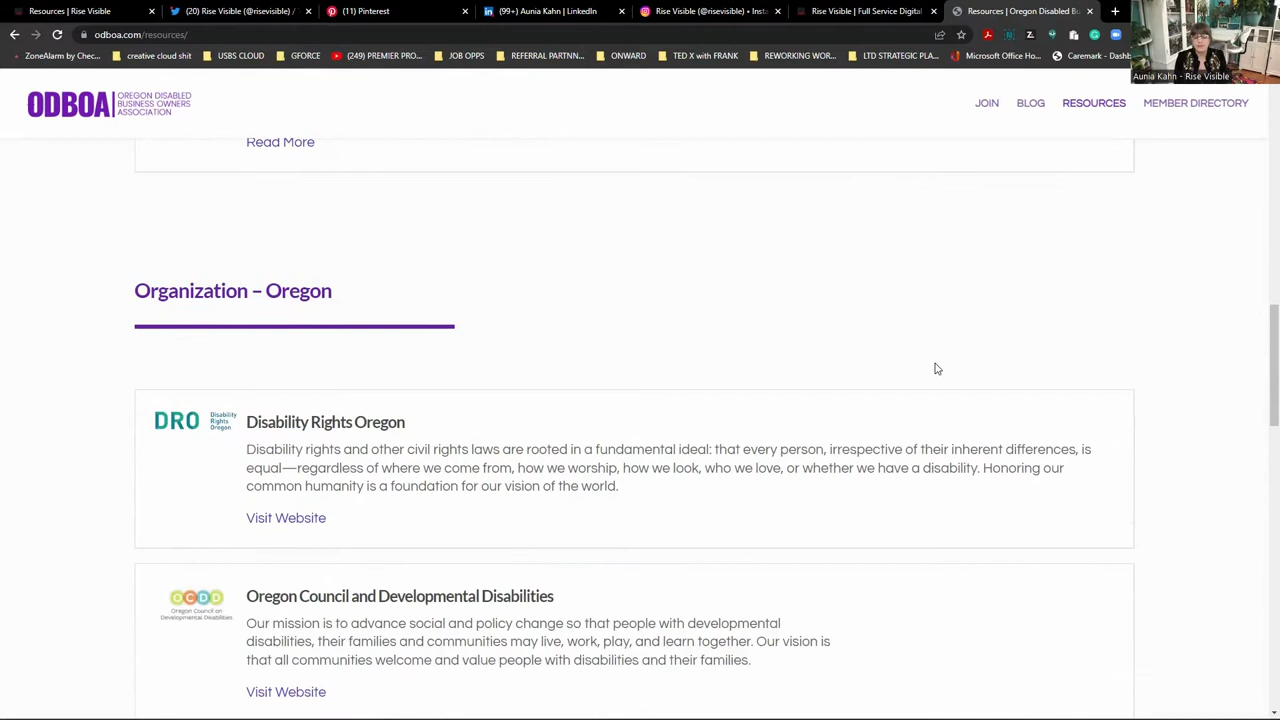 Resources | Rise Visible
(20) Rise Visible (@risevisible) /
(11) Pinterest
(99+) Aunia Kahn | LinkedIn
Rise Visible (@risevisible) • Ins
Rise Visible | Full Service Digital
Resources | Oregon Disabled Bu
odboa.com/resources/
ZoneAlarm by Chec...
creative cloud shit
USBS CLOUD
GFORCE
(249) PREMIER PRO...
JOB OPPS
REFERRAL PARTNN...
ONWARD
TED X with FRANK
REWORKING WOR...
LTD STRATEGIC PLA...
Microsoft Office Ho...
Caremark - Dashb
Aunia Kahn - Rise Visible
ODBOA
OREGON DISABLED
BUSINESS OWNERS
ASSOCIATION
JOIN
BLOG
RESOURCES
MEMBER DIRECTORY
Read More
Organization – Oregon
DRO
Disability
Rights
Oregon
Disability Rights Oregon
Disability rights and other civil rights laws are rooted in a fundamental ideal: that every person, irrespective of their inherent differences, is
equal—regardless of where we come from, how we worship, how we look, who we love, or whether we have a disability. Honoring our
common humanity is a foundation for our vision of the world.
Visit Website
OCDD
Oregon Council on
Developmental Disabilities
Oregon Council and Developmental Disabilities
Our mission is to advance social and policy change so that people with developmental
disabilities, their families and communities may live, work, play, and learn together. Our vision is
that all communities welcome and value people with disabilities and their families.
Visit Website